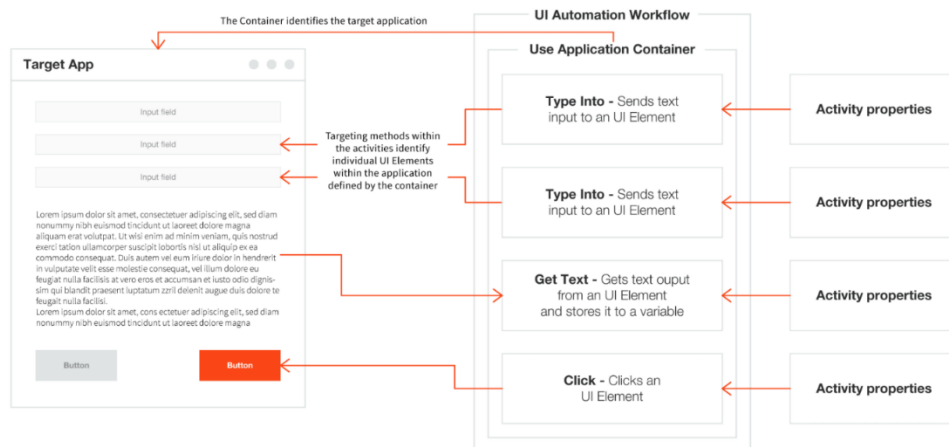 The Container identifies the target application
UI Automation Workflow
Use Application Container
Target App
Input field
Input field
Input field
Targeting methods within
the activities identify
individual UI Elements
within the application
defined by the container
Lorem ipsum dolor sit amet, consectetuer adipiscing elit, sed diam
nonummy nibh euismod tincidunt ut laoreet dolore magna
aliquam erat volutpat. Ut wisi enim ad minim veniam, quis nostrud
exerci tation ullamcorper suscipit lobortis nisl ut aliquip ex ea
commodo consequat. Duis autem vel eum iriure dolor in hendrerit
in vulputate velit esse molestie consequat, vel illum dolore eu
feugiat nulla facilisis at vero eros et accumsan et iusto odio dignis-
sim qui blandit praesent luptatum zzril delenit augue duis dolore te
feugait nulla facilisi.
Lorem ipsum dolor sit amet, cons ectetuer adipiscing elit, sed diam
nonummy nibh euismod tincidunt ut laoreet dolore magna
Button
Button
Type Into - Sends text
input to an UI Element
Activity properties
Type Into - Sends text
input to an UI Element
Activity properties
Get Text - Gets text ouput
from an UI Element
and stores it to a variable
Activity properties
Click - Clicks an
UI Element
Activity properties